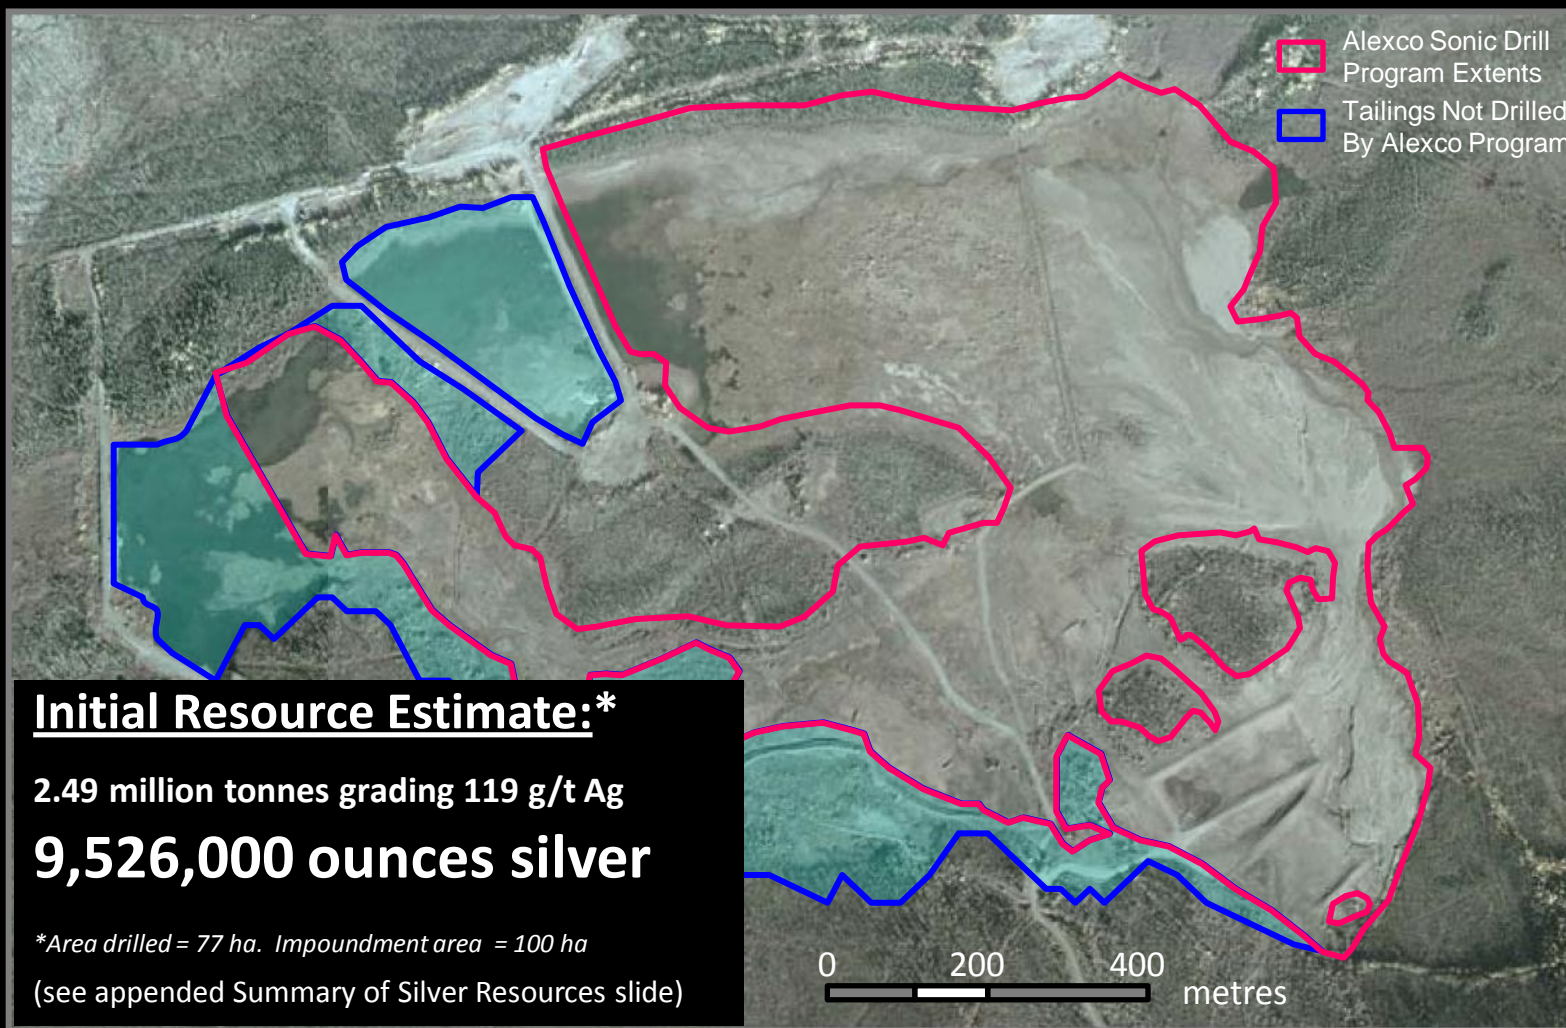 Alexco Sonic Drill
Program Extents
Tailings Not Drilled
By Alexco Program
Initial Resource Estimate:*
2.49 million tonnes grading 119 g/t Ag
9,526,000 ounces silver
*Area drilled = 77 ha.  Impoundment area  = 100 ha
(see appended Summary of Silver Resources slide)
0 200 400
metres